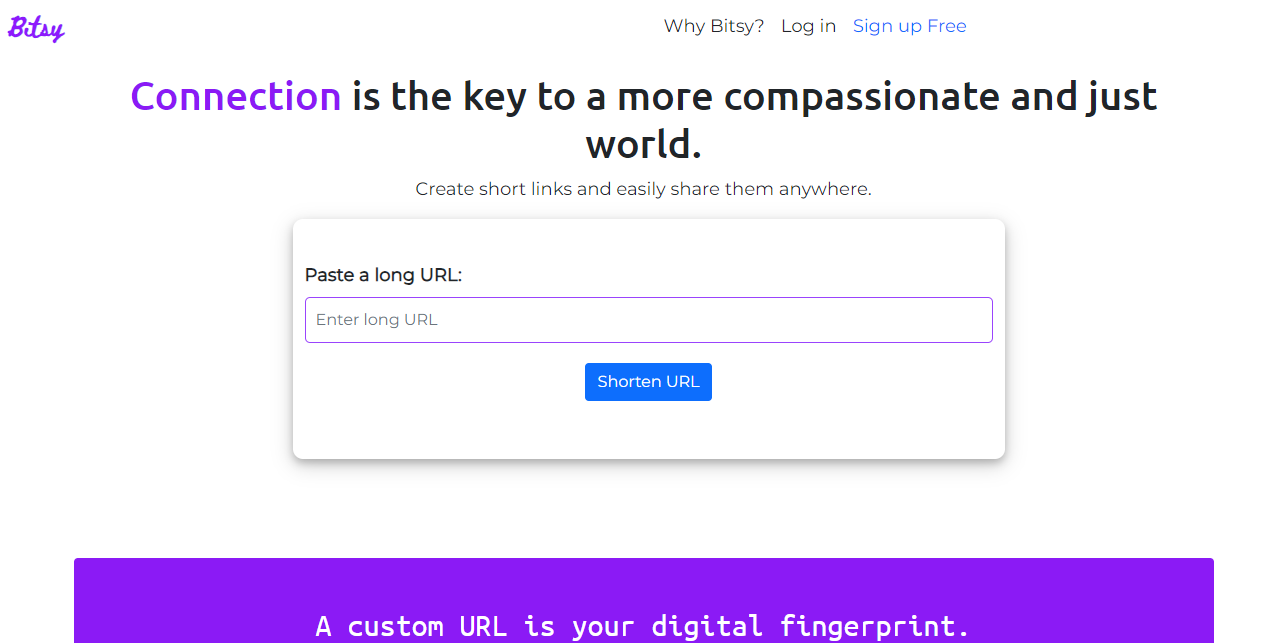 Bitsy
Why Bitsy? Log in Sign up Free
Connection is the key to a more compassionate and just
world.
Create short links and easily share them anywhere.
Paste a long URL:
Enter long URL
Shorten URL
A custom URL is your digital fingerprint.